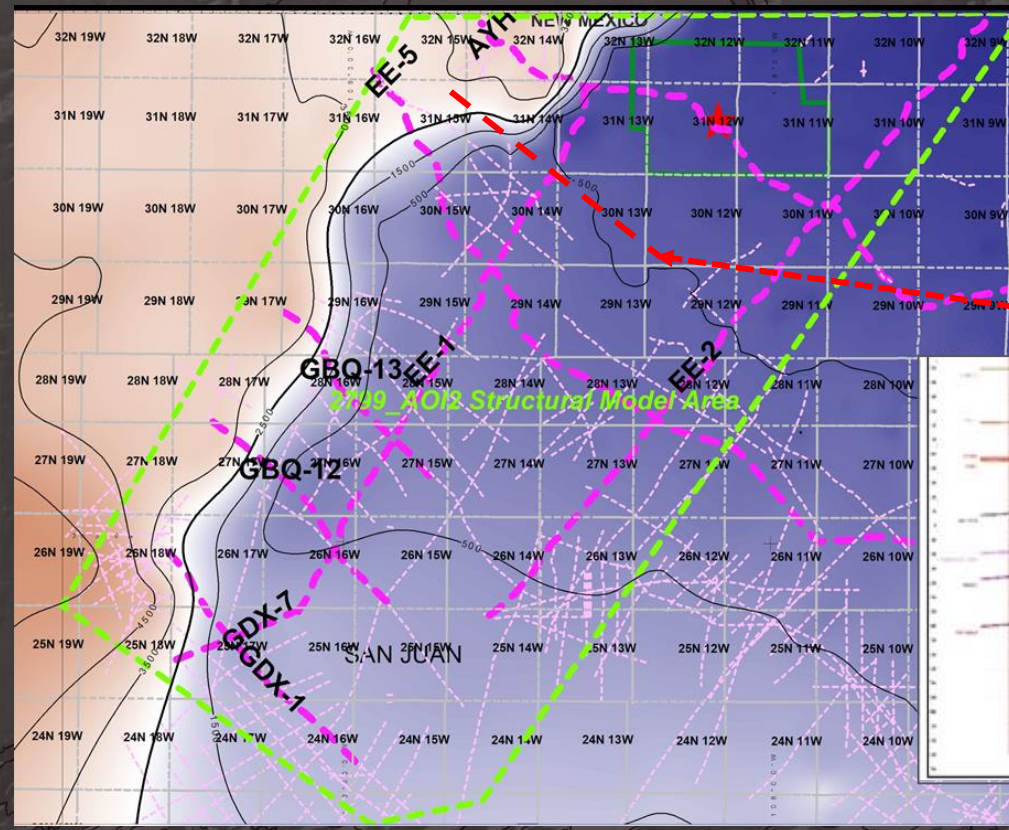 NEW MEXICO
32N 19W 32N 18W 32N 17W 32N 16W 32N 15W 32N 14W 32N 13W 32N 12W 32N 11W 32N 10W 32N 9W
AYH
EE-5
31N 19W 31N 18W 31N 17W 31N 16W 31N 15W 31N 14W 31N 13W 31N 12W 31N 11W 31N 10W 31N 9W
1500
500
500
30N 19W 30N 18W 30N 17W 30N 16W 30N 15W 30N 14W 30N 13W 30N 12W 30N 11W 30N 10W 30N 9W
29N 19W 29N 18W 29N 17W 29N 16W 29N 15W 29N 14W 29N 13W 29N 12W 29N 11W 29N 10W 29N 9W
GBQ-13
EE-1
EE-2
28N 19W 28N 18W 28N 17W 28N 16W 28N 15W 28N 14W 28N 13W 28N 12W 28N 11W 28N 10W
2799_AOI2 Structural Model Area
2500
27N 19W 27N 18W 27N 16W 27N 15W 27N 14W 27N 13W 27N 11W 27N 10W
GBQ-12
26N 19W 26N 18W 26N 17W 26N 16W 26N 15W 26N 14W 26N 13W 26N 12W 26N 11W 26N 10W
500
4500
GDX-7
GGDX-1
25N 19W 25N 18W 25N 17W 25N 16W 25N 15W 25N 14W 25N 13W 25N 12W 25N 11W 25N 10W
SAN JUAN
3500
1500
24N 19W 24N 18W 24N 17W 24N 16W 24N 15W 24N 14W 24N 13W 24N 12W 24N 11W 24N 10W